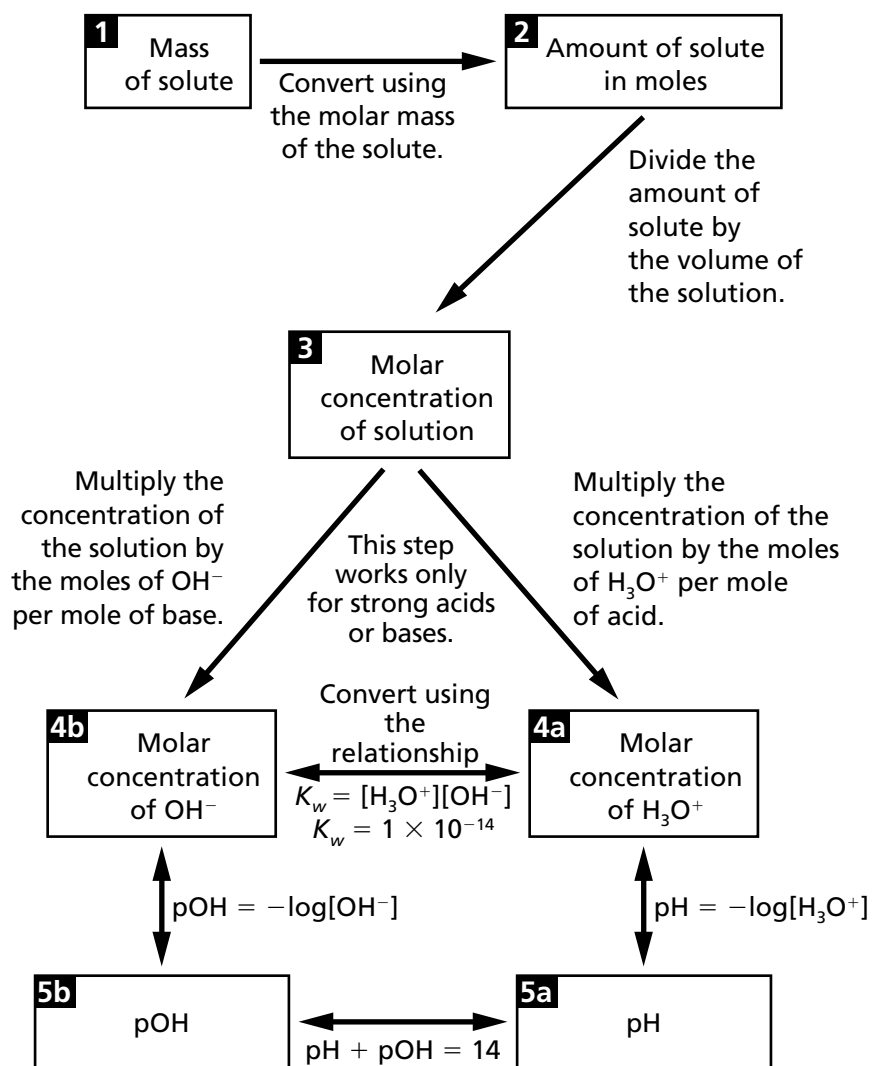 1
Mass
of solute
Convert using
the molar mass
of the solute.
2
Amount of solute
in moles
Divide the
amount of
solute by
the volume of
the solution.
3
Molar
concentration
of solution
Multiply the
concentration of
the solution by
the moles of OH⁻
per mole of base.
This step
works only
for strong acids
or bases.
Multiply the
concentration of the
solution by the moles
of H₃O⁺ per mole
of acid.
4b
Molar
concentration
of OH⁻
Convert using
the
relationship
K_w = [H₃O⁺][OH⁻]
K_w = 1 × 10⁻¹⁴
4a
Molar
concentration
of H₃O⁺
pOH = −log[OH⁻]
pH = −log[H₃O⁺]
5b
pOH
pH + pOH = 14
5a
pH